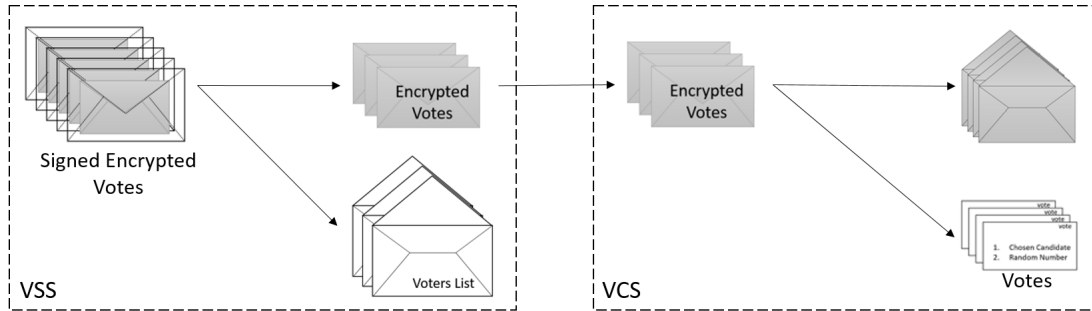 Signed Encrypted
Votes
Encrypted
Votes
Voters List
VSS
Encrypted
Votes
vote
vote
vote
vote
1. Chosen Candidate
2. Random Number
Votes
VCS